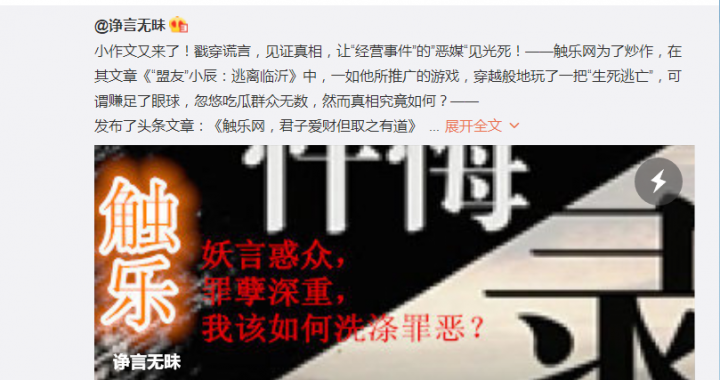 @诤言无昧
小作文又来了！戳穿谎言，见证真相，让“经营事件”的“恶媒”见光死！——触乐网为了炒作，在
其文章《“盟友”小辰：逃离临沂》中，一如他所推广的游戏，穿越般地玩了一把“生死逃亡”，可
谓赚足了眼球，忽悠吃瓜群众无数，然而真相究竟如何？——
发布了头条文章：《触乐网，君子爱财但取之有道》 ... 展开全文
忏悔
录
触乐
妖言惑众，
罪孽深重，
我该如何洗涤罪恶？
诤言无昧